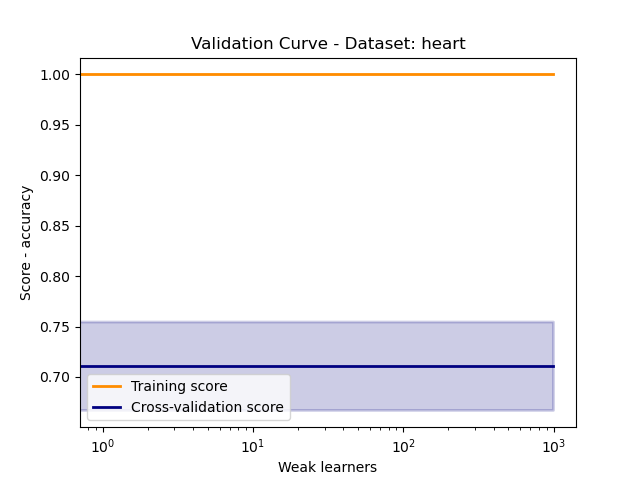 Validation Curve - Dataset: heart
1.00
0.95
0.90
0.85
0.80
0.75
0.70
Score - accuracy
Training score
Cross-validation score
10⁰ 10¹ 10² 10³
Weak learners